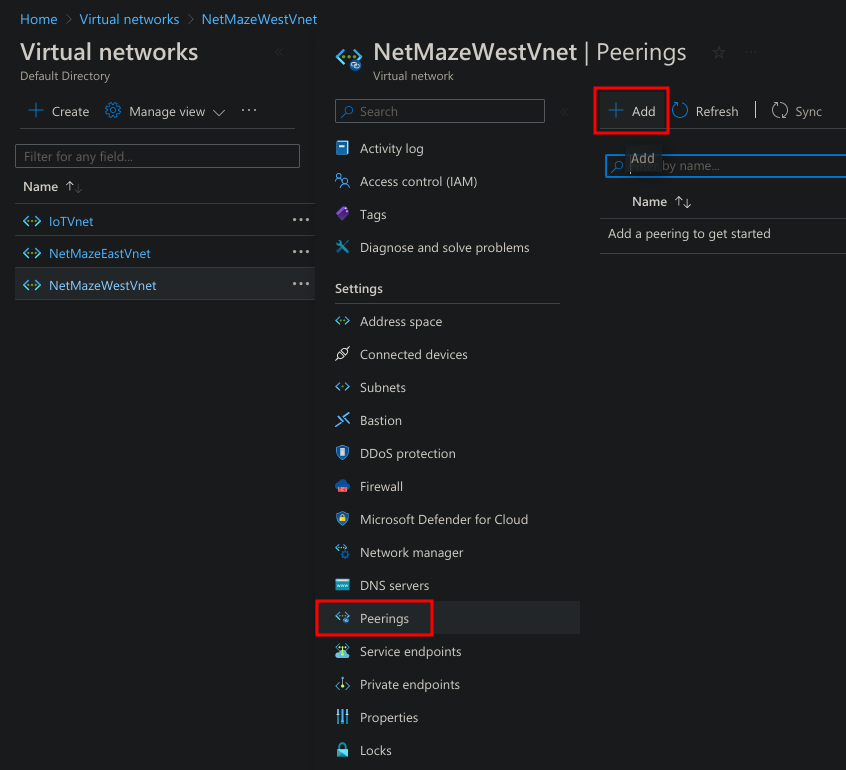 Home > Virtual networks > NetMazeWestVnet
Virtual networks
Default Directory
Create
Manage view
Filter for any field...
Name
IoTVnet
NetMazeEastVnet
NetMazeWestVnet
NetMazeWestVnet | Peerings
Virtual network
Search
Activity log
Access control (IAM)
Tags
Diagnose and solve problems
Settings
Address space
Connected devices
Subnets
Bastion
DDoS protection
Firewall
Microsoft Defender for Cloud
Network manager
DNS servers
Peerings
Service endpoints
Private endpoints
Properties
Locks
Add
Refresh
Sync
Add
by name...
Name
Add a peering to get started